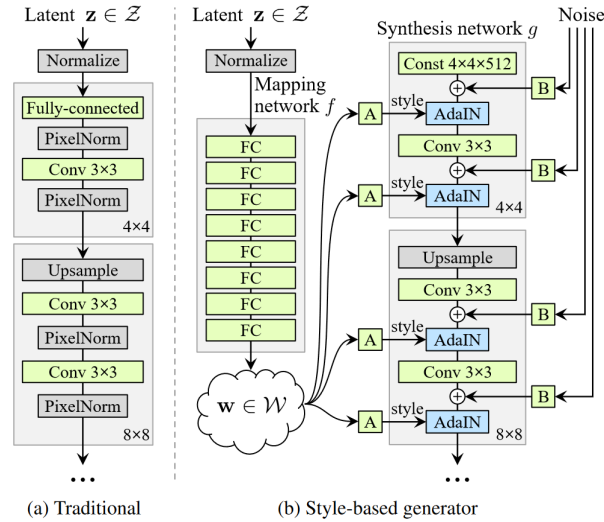 Latent z ∈ Z
Normalize
Fully-connected
PixelNorm
Conv 3×3
PixelNorm
4×4
Upsample
Conv 3×3
PixelNorm
Conv 3×3
PixelNorm
8×8
...
(a) Traditional
Latent z ∈ Z
Normalize
Mapping
network f
FC
FC
FC
FC
FC
FC
FC
FC
w ∈ W
Synthesis network g
Noise
Const 4×4×512
B
A
style
AdaIN
Conv 3×3
B
A
style
AdaIN
4×4
Upsample
Conv 3×3
B
A
style
AdaIN
Conv 3×3
B
A
style
AdaIN
8×8
...
(b) Style-based generator